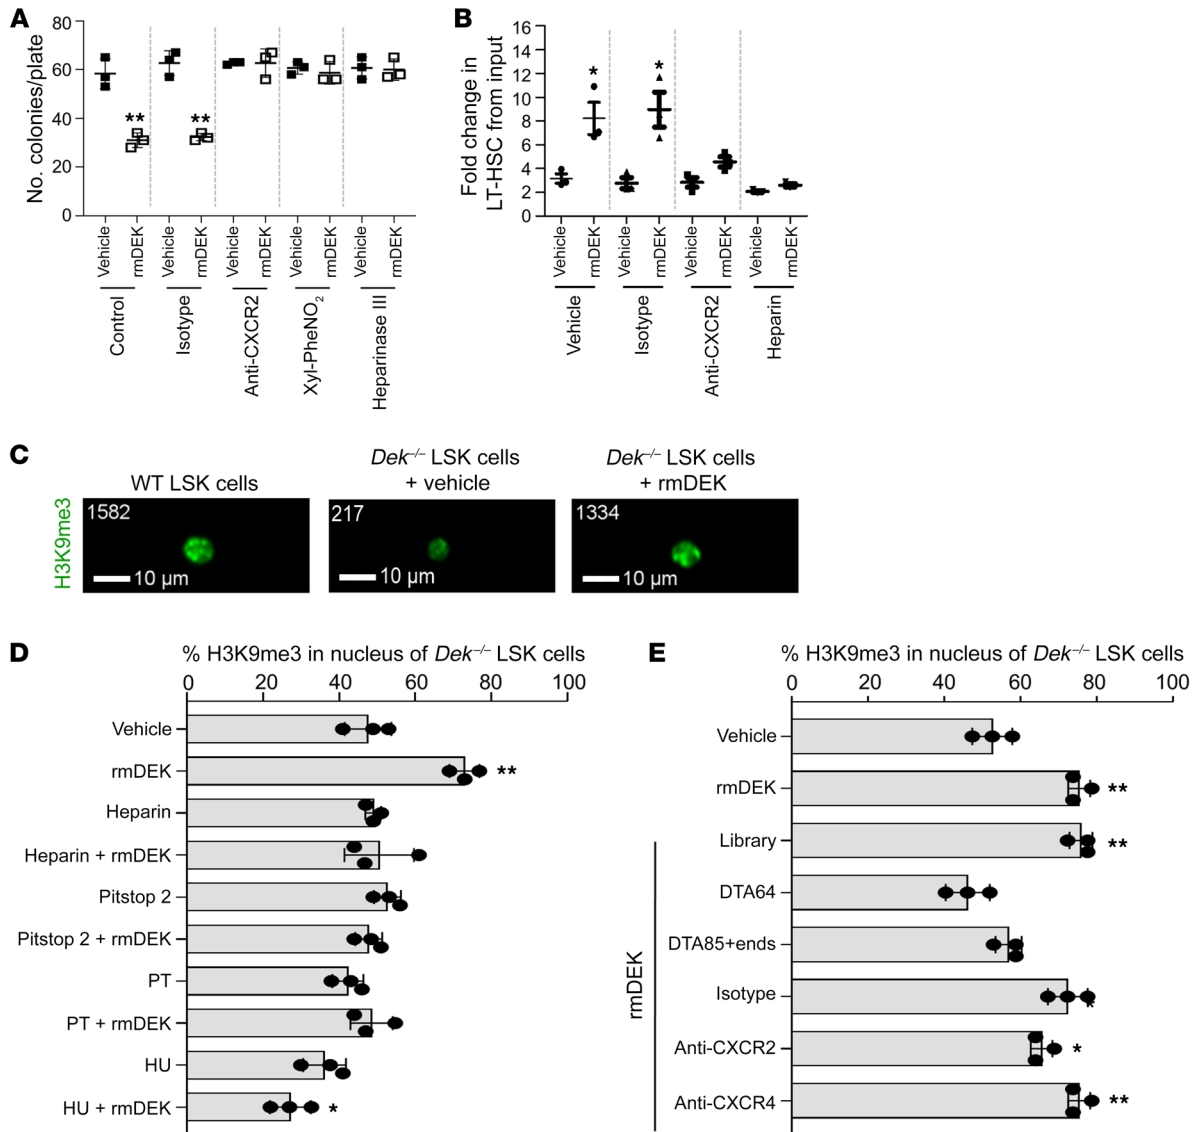 A
No. colonies/plate
80
60
40
20
0
**
**
Vehicle
rmDEK
Vehicle
rmDEK
Vehicle
rmDEK
Vehicle
rmDEK
Vehicle
rmDEK
Control
Isotype
Anti-CXCR2
Xyl-PheNO2
Heparinase III
B
Fold change in
LT-HSC from input
16
14
12
10
8
6
4
2
0
*
*
Vehicle
rmDEK
Vehicle
rmDEK
Vehicle
rmDEK
Vehicle
rmDEK
Vehicle
Isotype
Anti-CXCR2
Heparin
C
H3K9me3
WT LSK cells
1582
10 µm
Dek–/– LSK cells
+ vehicle
217
10 µm
Dek–/– LSK cells
+ rmDEK
1334
10 µm
D
% H3K9me3 in nucleus of Dek–/– LSK cells
0 20 40 60 80 100
Vehicle
rmDEK **
Heparin
Heparin + rmDEK
Pitstop 2
Pitstop 2 + rmDEK
PT
PT + rmDEK
HU
HU + rmDEK *
E
% H3K9me3 in nucleus of Dek–/– LSK cells
0 20 40 60 80 100
Vehicle
rmDEK **
Library **
DTA64
DTA85+ends
Isotype *
Anti-CXCR2 *
Anti-CXCR4 **
rmDEK